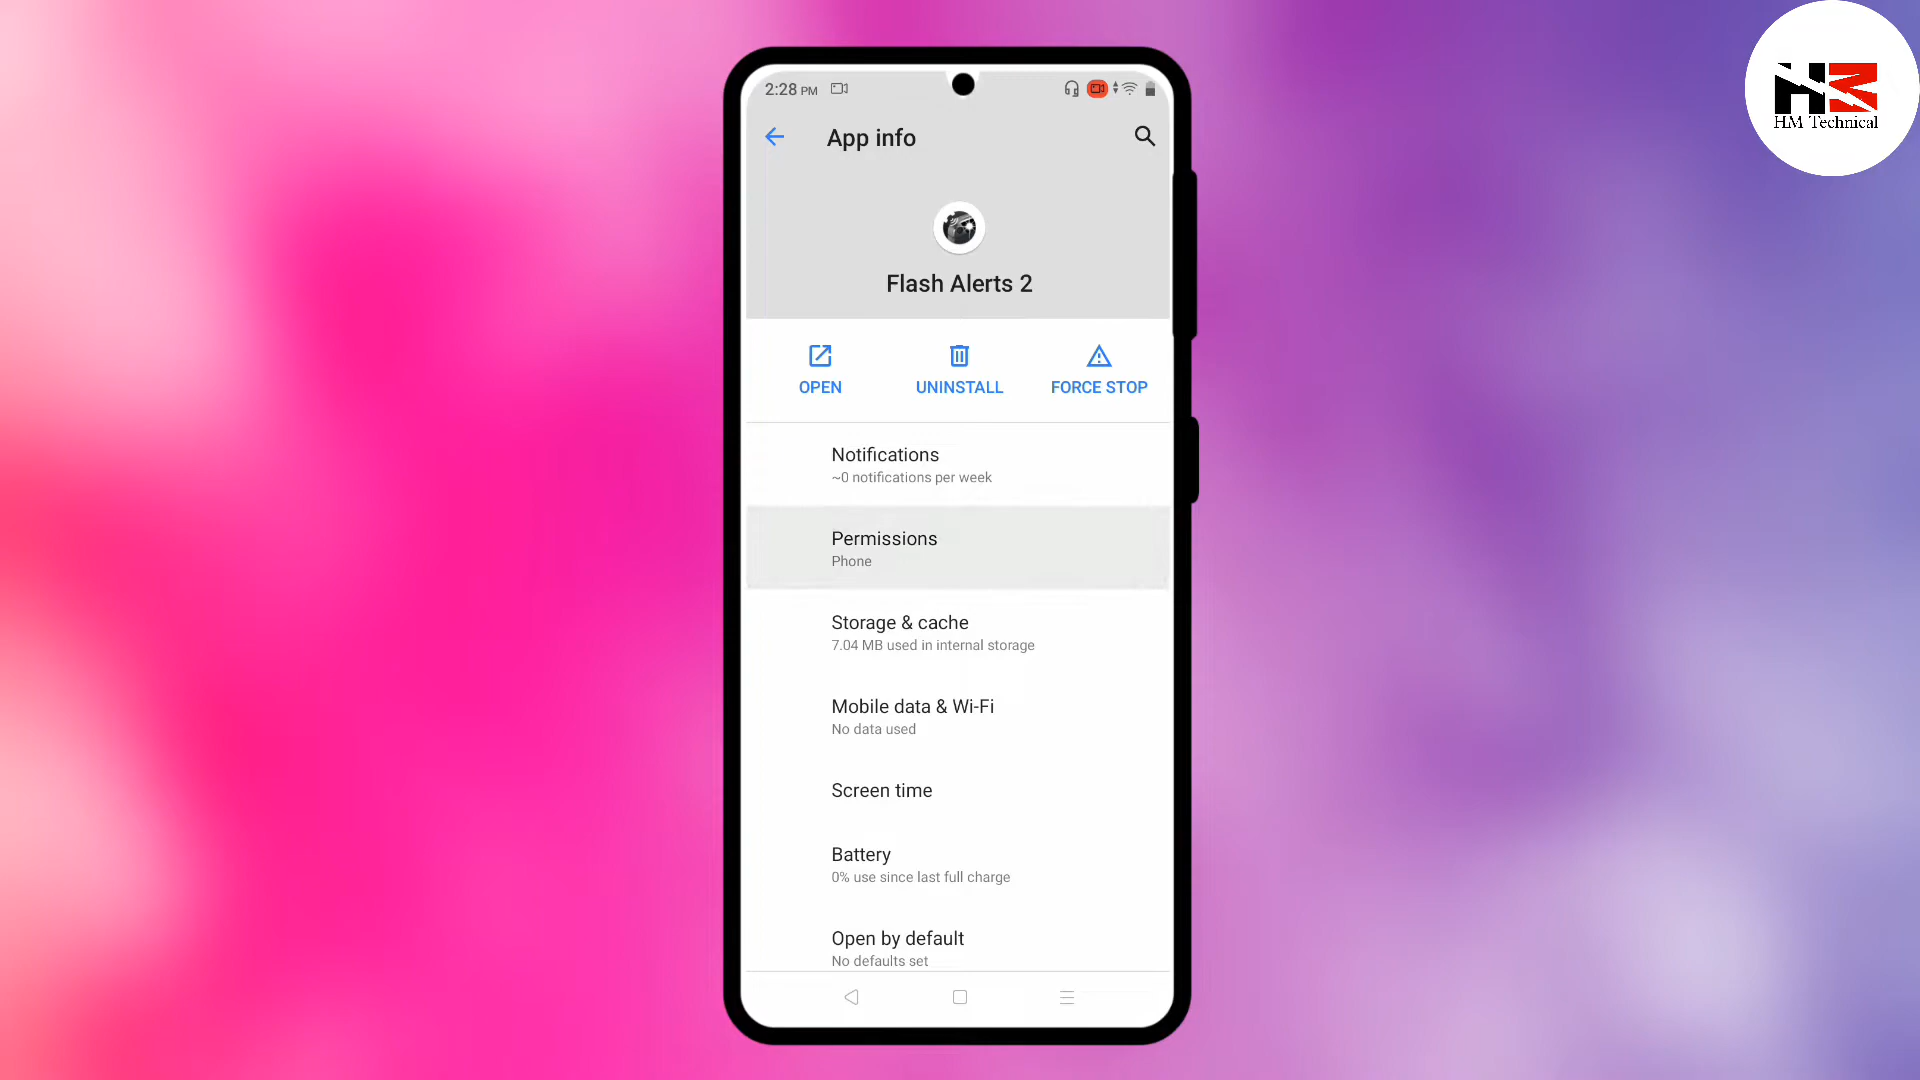 2:28 PM
HM Technical
App info
Flash Alerts 2
OPEN
UNINSTALL
FORCE STOP
Notifications
~0 notifications per week
Permissions
Phone
Storage & cache
7.04 MB used in internal storage
Mobile data & Wi-Fi
No data used
Screen time
Battery
0% use since last full charge
Open by default
No defaults set